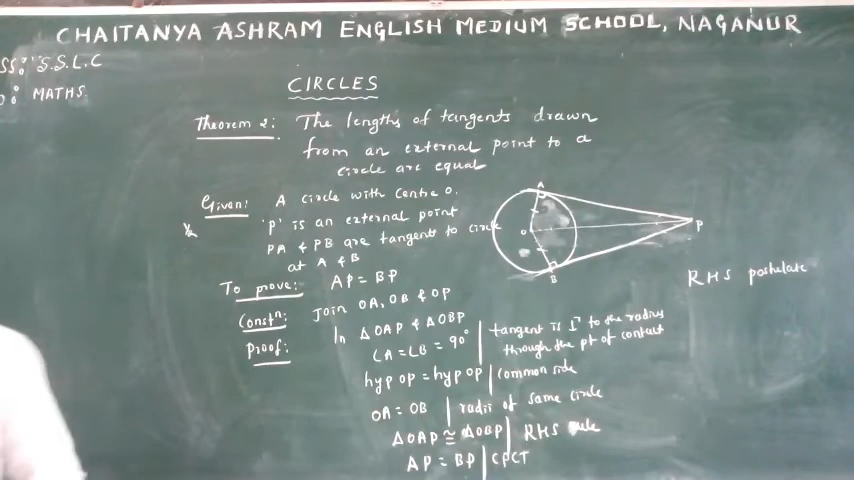 CHAITANYA ASHRAM ENGLISH MEDIUM SCHOOL, NAGANUR
SS: S.S.L.C
: MATHS.
CIRCLES
Theorem 2: The lengths of tangents drawn
from an external point to a
circle are equal
Given: A circle with centre O.
'P' is an external point
PA & PB are tangents to circle
at A & B
A
O
B
P
To prove: AP = BP
RHS postulate
Constn: Join OA, OB & OP
Proof: In ΔOAP & ΔOBP
∠A = ∠B = 90° | tangent is ⊥r to the radius
through the pt of contact
hyp OP = hyp OP | common side
OA = OB | radii of same circle
ΔOAP ≅ ΔOBP | RHS rule
AP = BP | CPCT